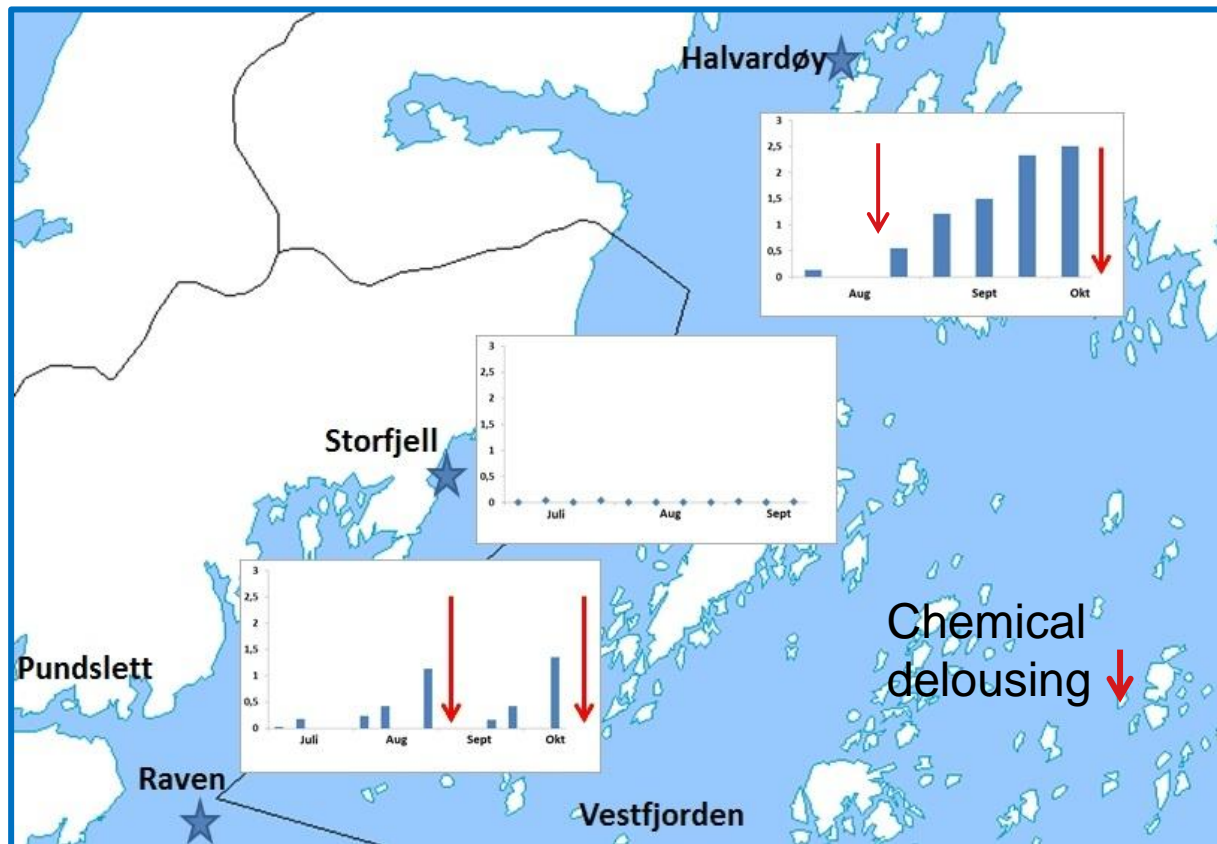 Halvardøy
3
2,5
2
1,5
1
0,5
0
Aug Sept Okt
3
2,5
2
1,5
1
0,5
0
Juli Aug Sept
Storfjell
3
2,5
2
1,5
1
0,5
0
Juli Aug Sept Okt
Pundslett
Chemical
delousing
Raven
Vestfjorden